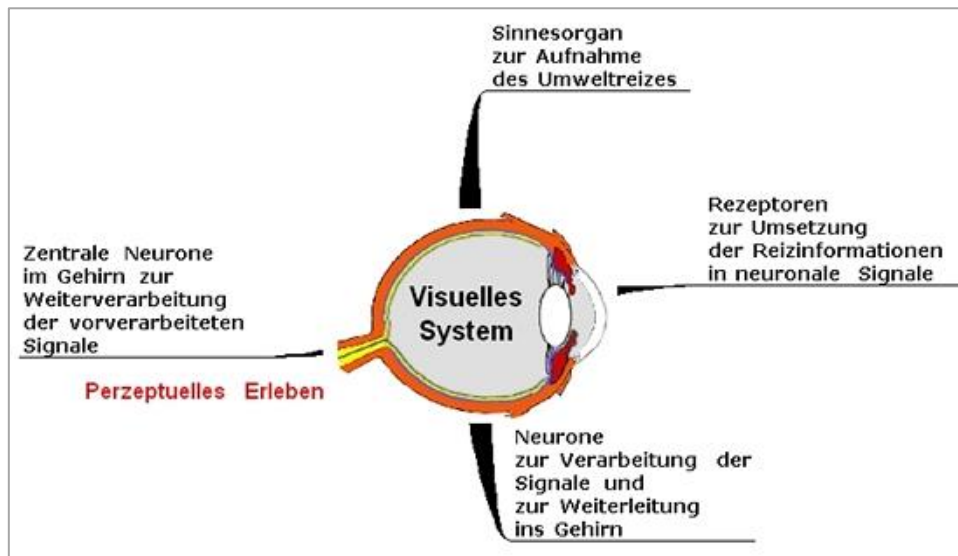 Sinnesorgan
zur Aufnahme
des Umweltreizes
Rezeptoren
zur Umsetzung
der Reizinformationen
in neuronale Signale
Zentrale Neurone
im Gehirn zur
Weiterverarbeitung
der vorverarbeiteten
Signale
Perzeptuelles Erleben
Visuelles
System
Neurone
zur Verarbeitung der
Signale und
zur Weiterleitung
ins Gehirn